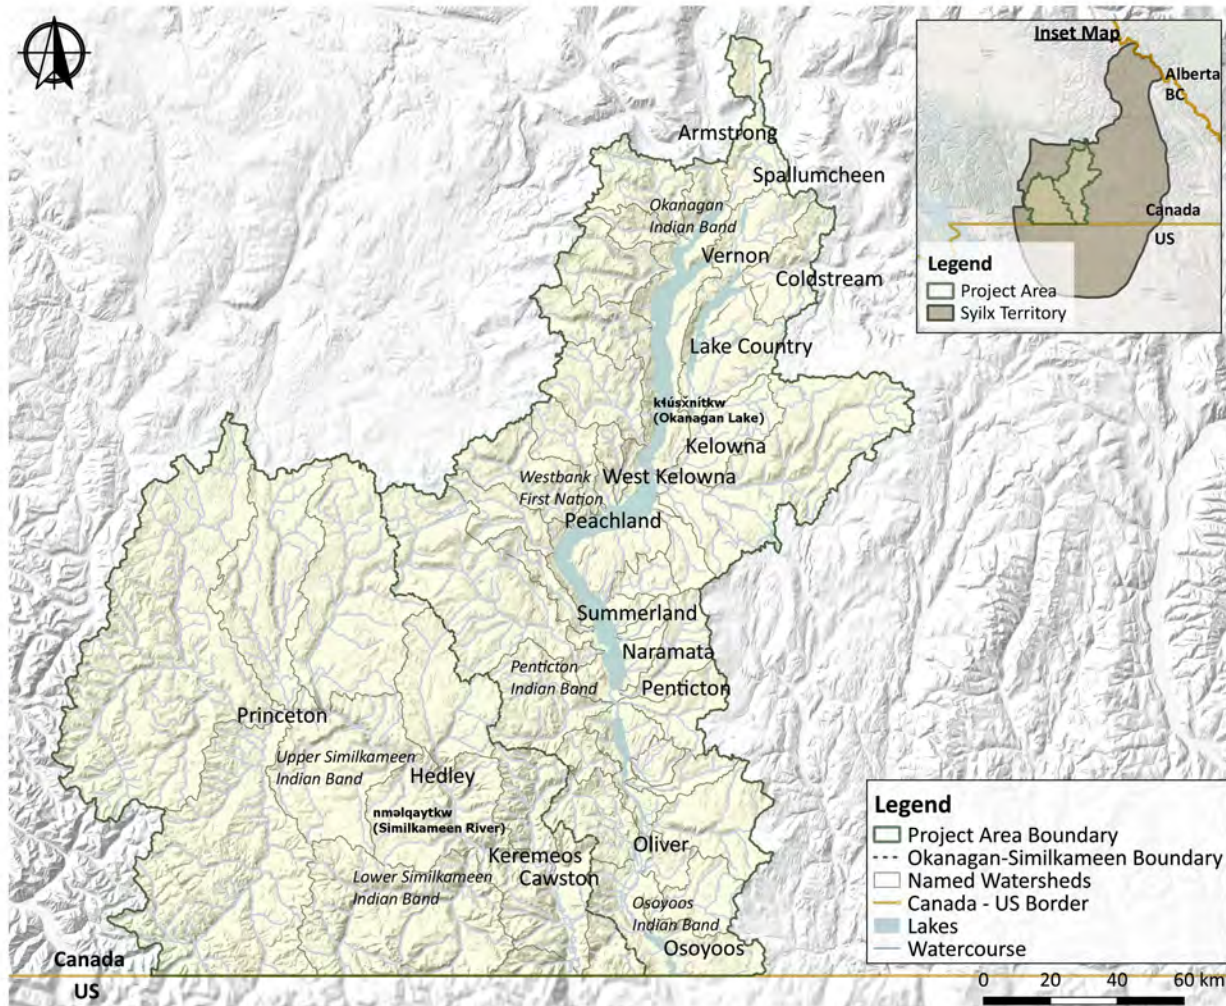 Inset Map
Alberta
BC
Canada
US
Legend
Project Area
Syilx Territory
Armstrong
Spallumcheen
Okanagan
Indian Band
Vernon
Coldstream
Lake Country
kɬúsx̌nítkw
(Okanagan Lake)
Kelowna
Westbank
First Nation
West Kelowna
Peachland
Summerland
Naramata
Penticton
Indian Band
Penticton
Princeton
Upper Similkameen
Indian Band
Hedley
nməlqaytkw
(Similkameen River)
Oliver
Keremeos
Cawston
Lower Similkameen
Indian Band
Osoyoos
Indian Band
Osoyoos
Canada
US
Legend
Project Area Boundary
Okanagan-Similkameen Boundary
Named Watersheds
Canada - US Border
Lakes
Watercourse
0 20 40 60 km